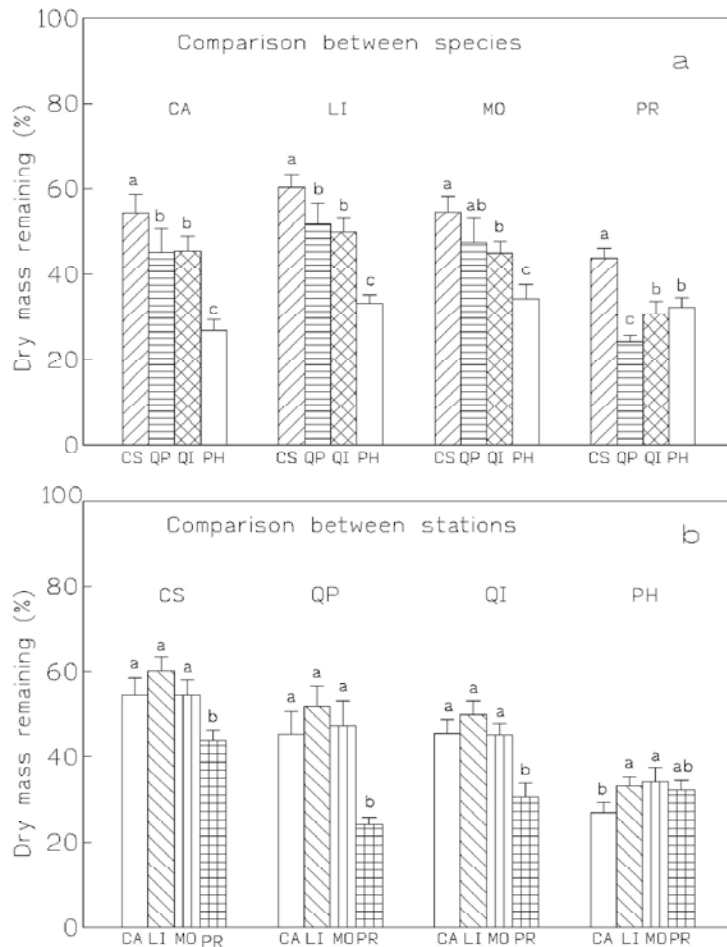 100
Comparison between species
a
80
CA LI MO PR
60
a b b c
a b b c
a ab b c
a c b b
40
20
0
Dry mass remaining (%)
CS QP QI PH CS QP QI PH CS QP QI PH CS QP QI PH
100
Comparison between stations
b
80
CS QP QI PH
60
a a a b
a a a b
a a a b
b a a ab
40
20
0
Dry mass remaining (%)
CA LI MO PR CA LI MO PR CA LI MO PR CA LI MO PR